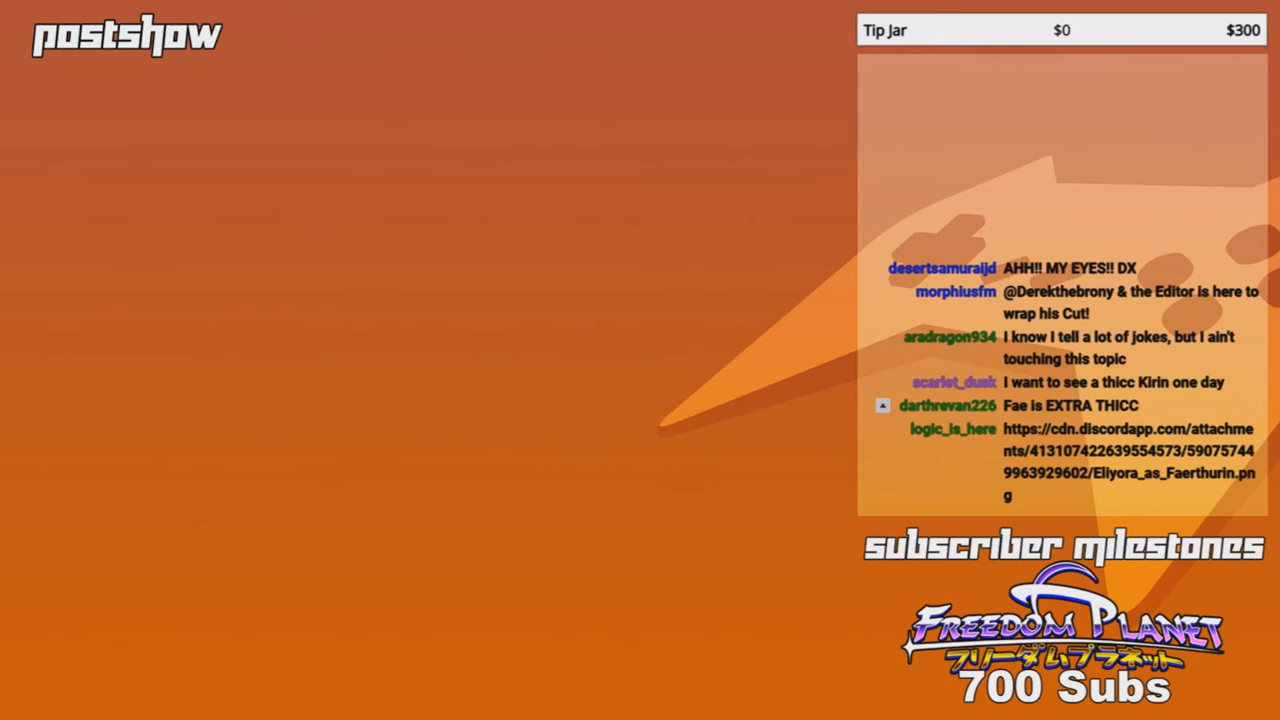 postshow
Tip Jar $0 $300
desertsamuraijd AHH!! MY EYES!! DX
morphiusfm @Derekthebrony & the Editor is here to
wrap his Cut!
aradragon934 I know I tell a lot of jokes, but I ain't
touching this topic
scarlet_dusk I want to see a thicc Kirin one day
darthrevan226 Fae is EXTRA THICC
logic_is_here https://cdn.discordapp.com/attachme
nts/413107422639554573/59075744
9963929602/Eliyora_as_Faerthurin.pn
g
subscriber milestones
FREEDOM PLANET
フリーダムプラネット
700 Subs